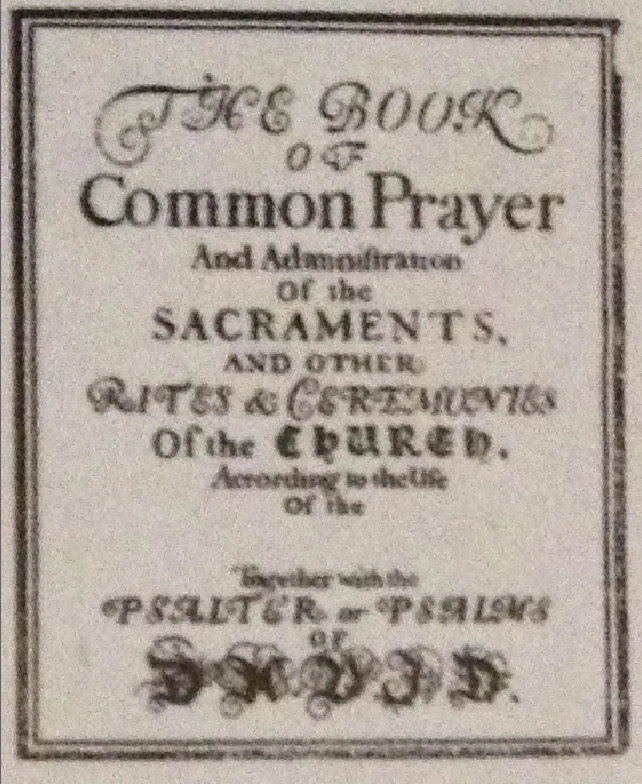 THE BOOK
OF
Common Prayer
And Adminiſtration
Of the
SACRAMENTS,
AND OTHER
RITES & CEREMONIES
Of the CHURCH.
According to the Uſe
Of the
Together with the
PSALTER or PSALMS
OF
DAVID.